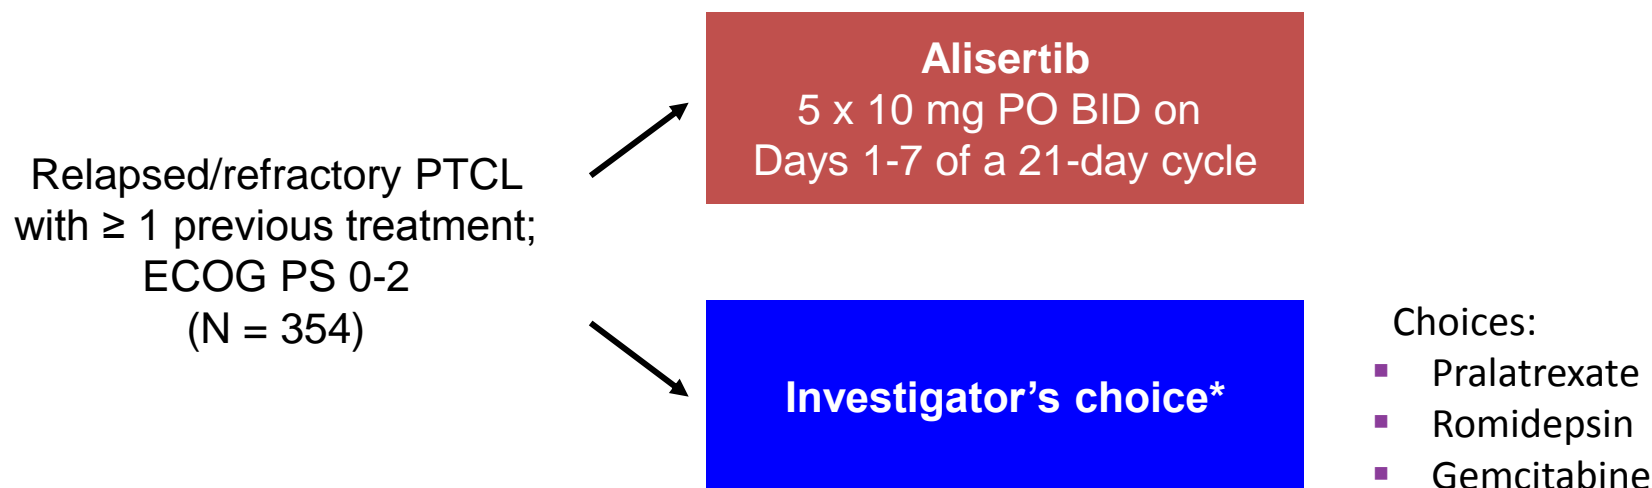 Relapsed/refractory PTCL
with ≥ 1 previous treatment;
ECOG PS 0-2
(N = 354)
Alisertib
5 x 10 mg PO BID on
Days 1-7 of a 21-day cycle
Investigator’s choice*
Choices:
▪ Pralatrexate
▪ Romidepsin
▪ Gemcitabine